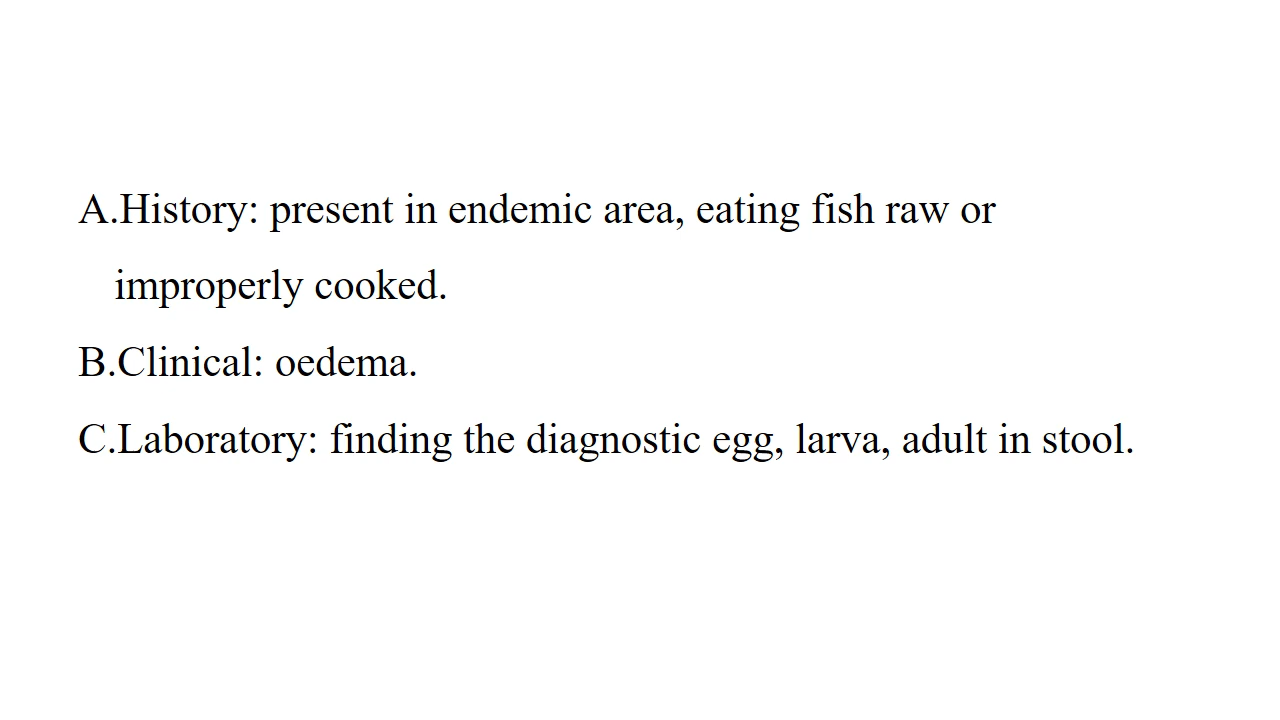 A.History: present in endemic area, eating fish raw or
improperly cooked.
B.Clinical: oedema.
C.Laboratory: finding the diagnostic egg, larva, adult in stool.